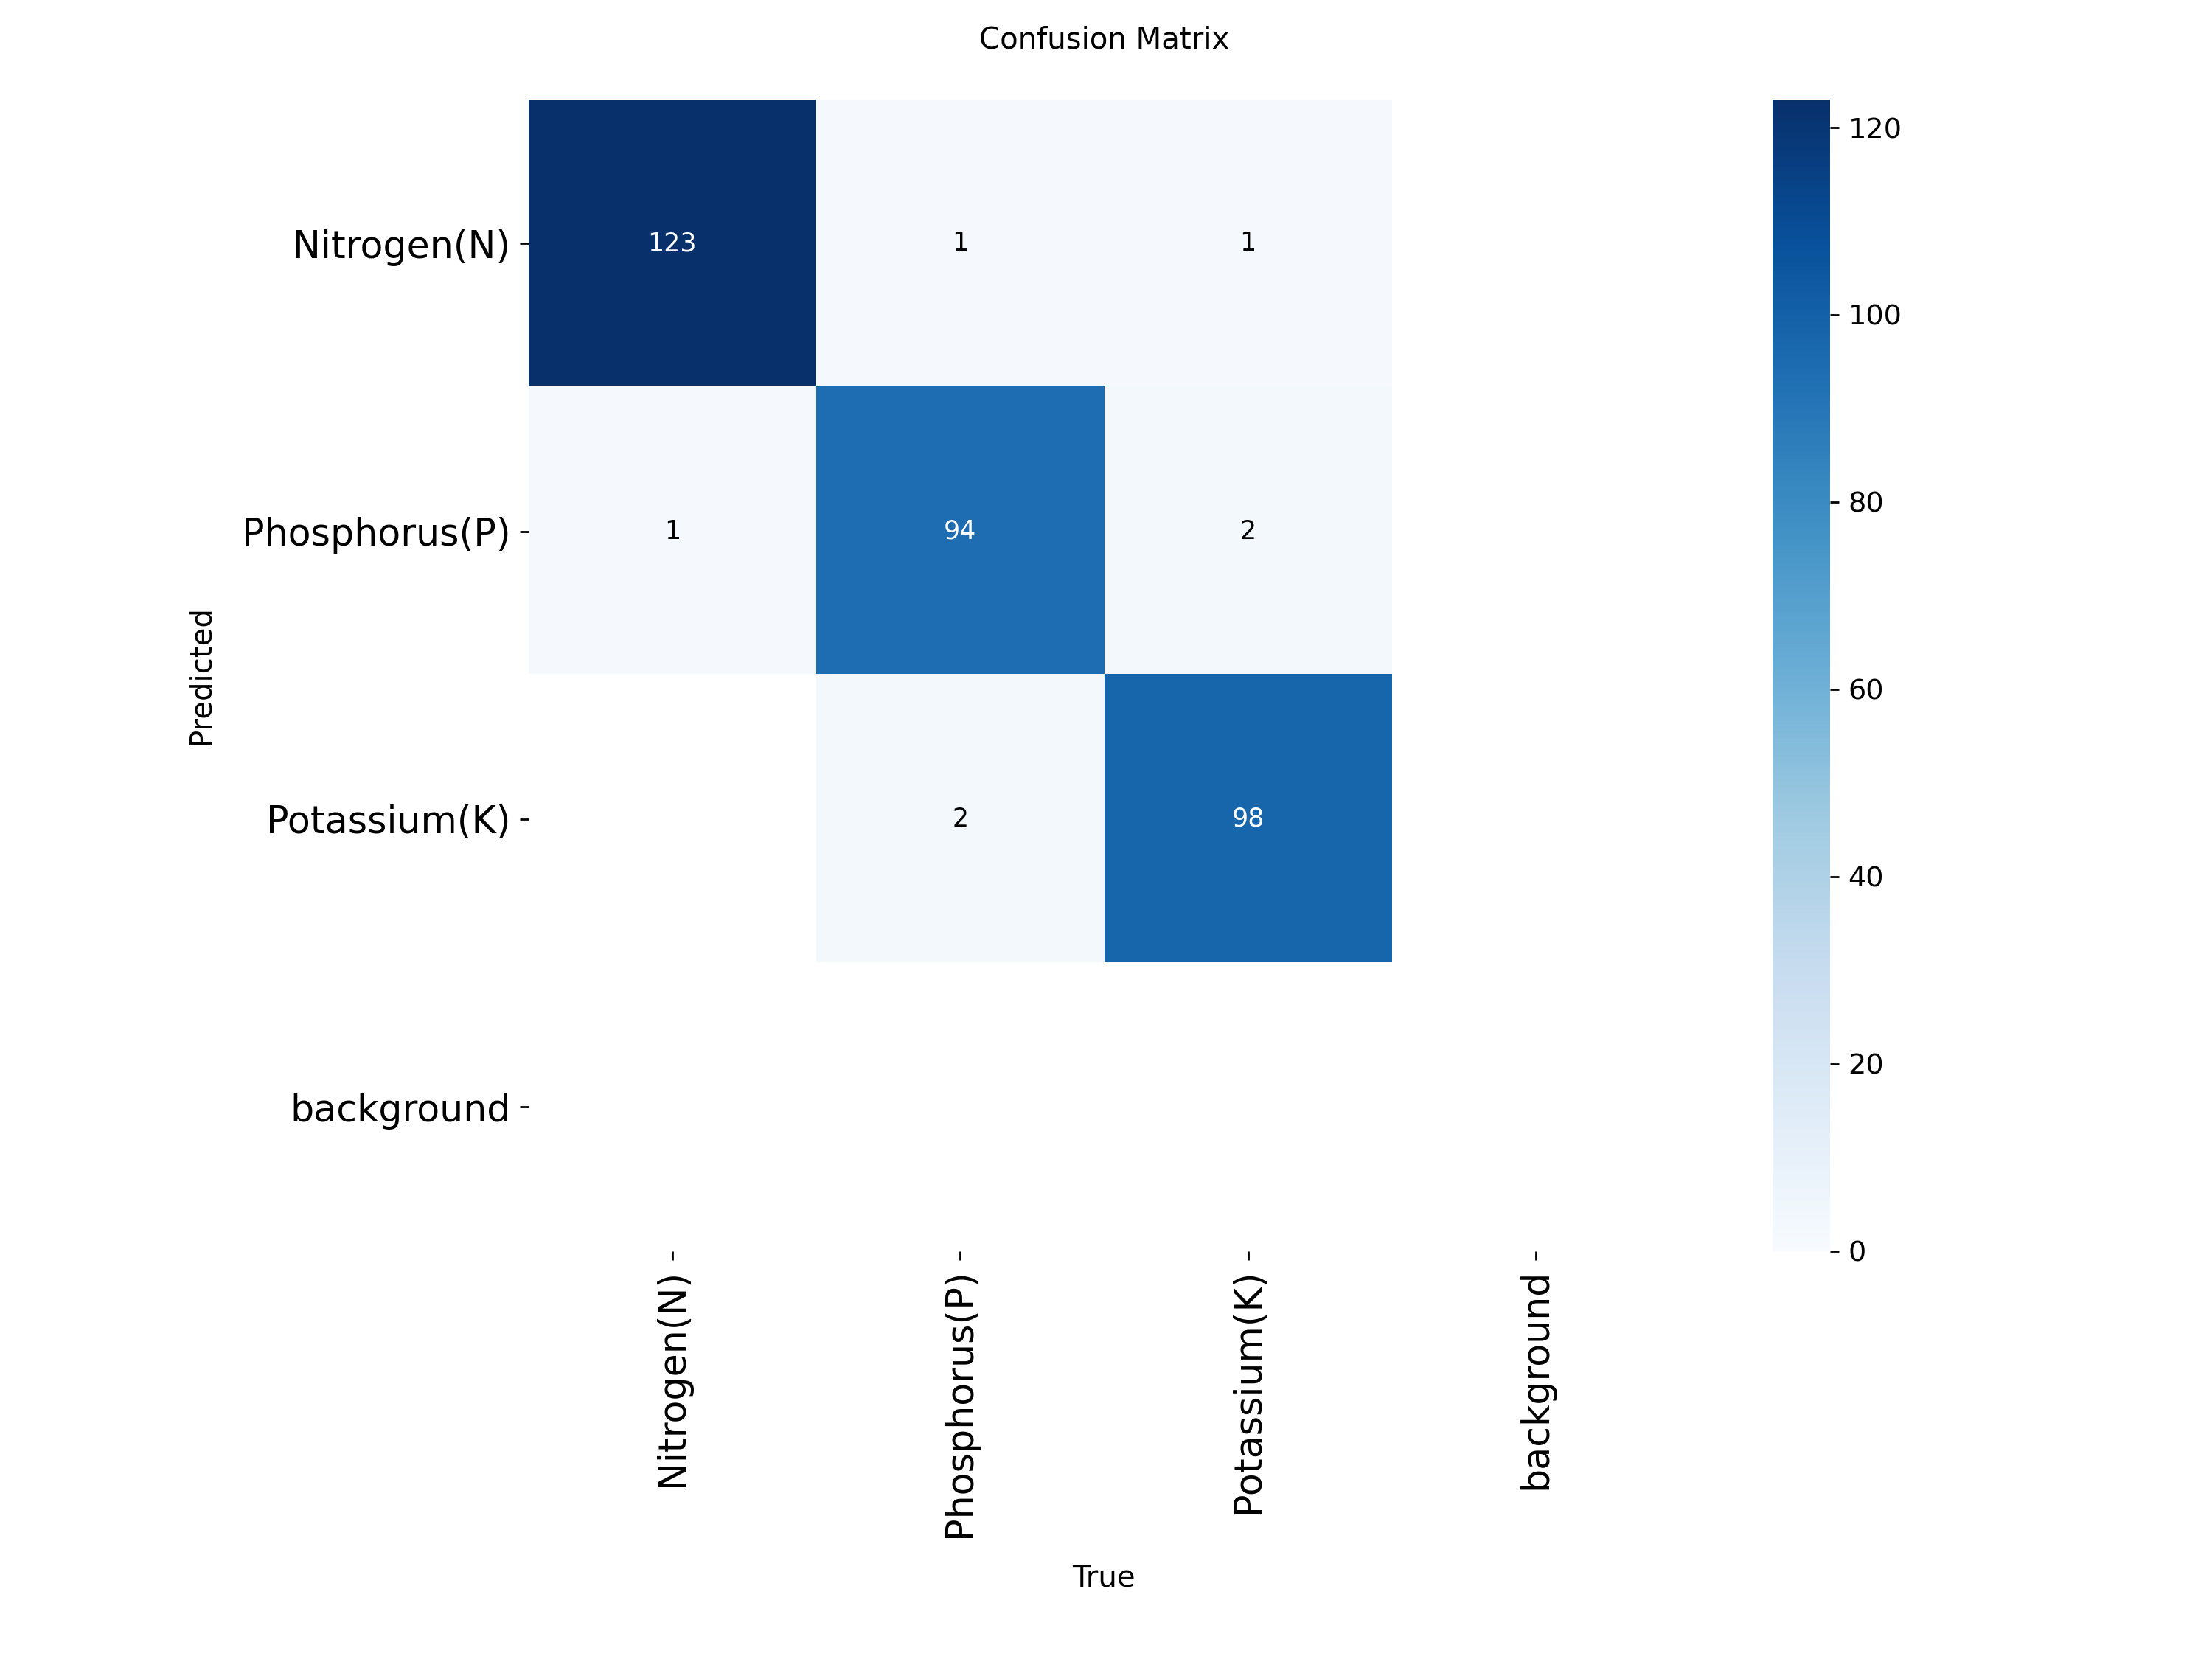 Confusion Matrix
Nitrogen(N)
123
1
1
Phosphorus(P)
1
94
2
Potassium(K)
2
98
background
Predicted
Nitrogen(N)
Phosphorus(P)
Potassium(K)
background
True
120
100
80
60
40
20
0